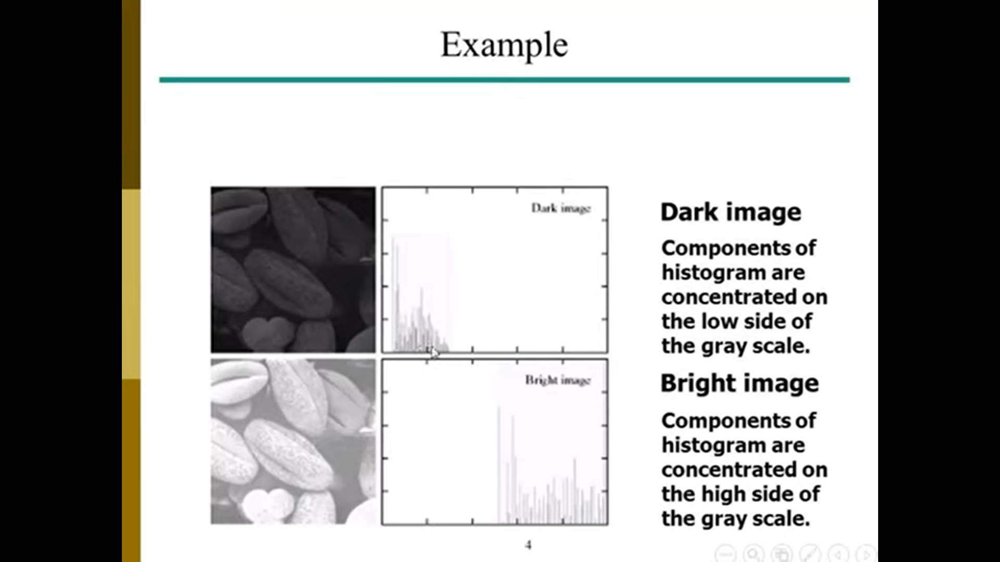 Example
Dark image
Dark image
Components of
histogram are
concentrated on
the low side of
the gray scale.
Bright image
Bright image
Components of
histogram are
concentrated on
the high side of
the gray scale.
4